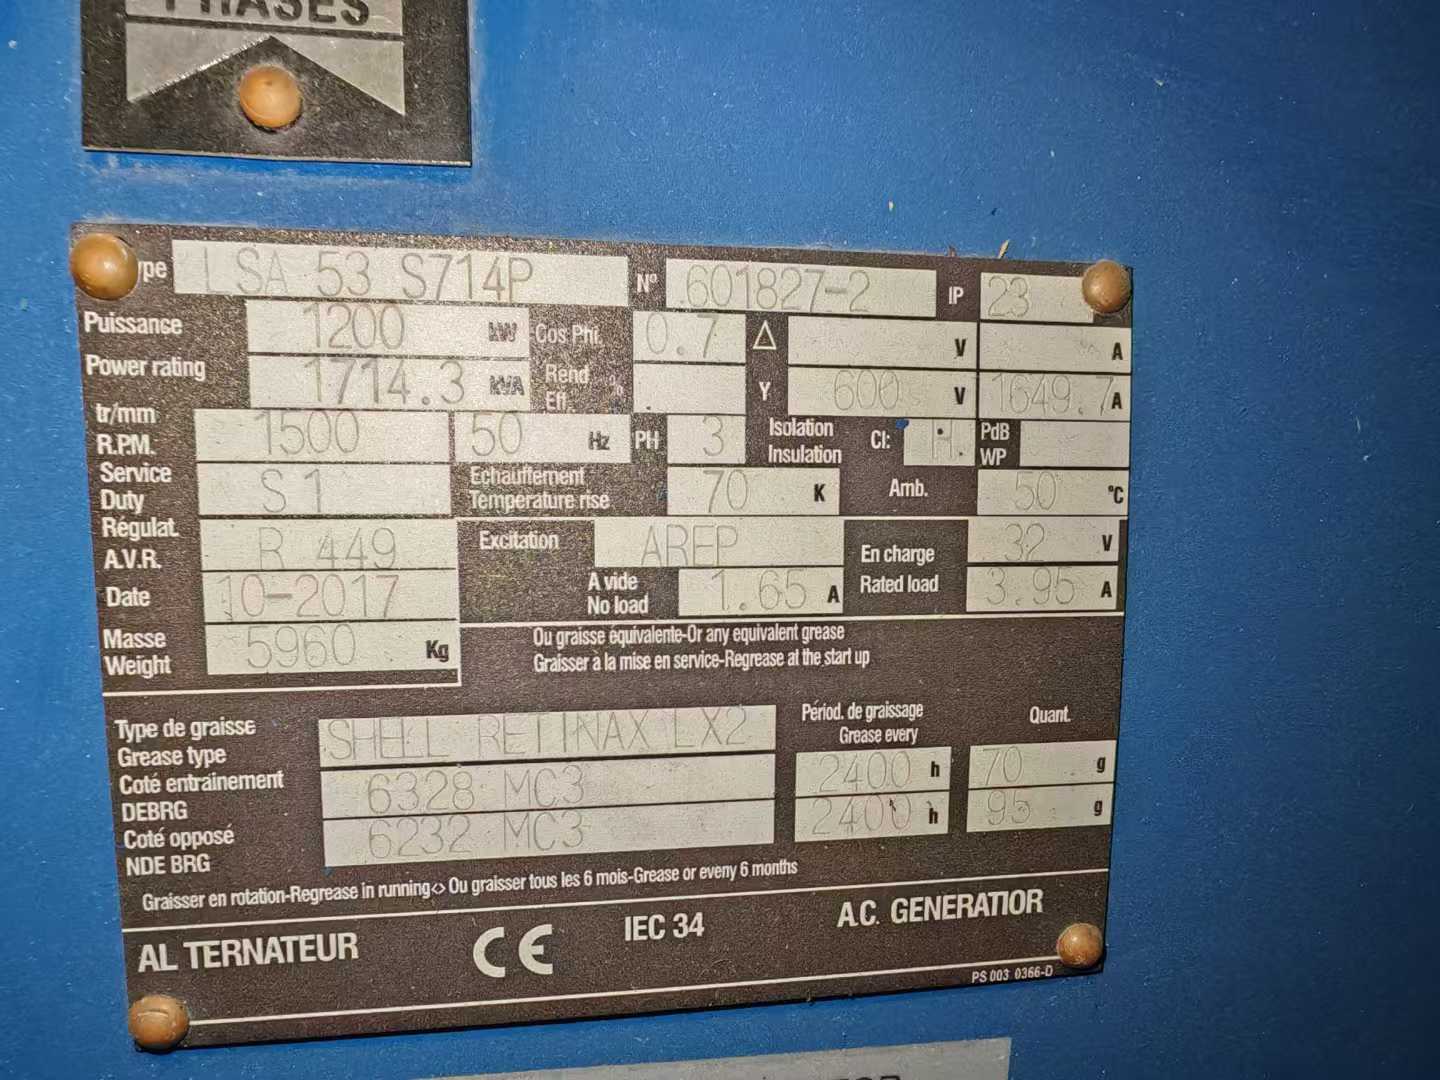 PHASES
Type LSA 53 S714P N° 601827-2 IP 23
Puissance 1200 kW Cos Phi. 0.7 Δ V A
Power rating 1714.3 kVA Rend Eff. % Y 600 V 1649.7 A
tr/mm
R.P.M. 1500 50 Hz PH 3 Isolation Insulation Cl: H. PdB WP
Service
Duty S1 Echauffement Temperature rise 70 K Amb. 50 °C
Régulat.
A.V.R. R 449 Excitation AREP En charge 32 V
Date 10-2017 A vide No load 1.65 A Rated load 3.95 A
Masse
Weight 5960 Kg
Ou graisse équivalente-Or any equivalent grease
Graisser a la mise en service-Regrease at the start up
Type de graisse
Grease type SHELL RETINAX LX2 Périod. de graissage Grease every Quant.
Coté entrainement
DEBRG 6328 MC3 2400 h 70 g
Coté opposé
NDE BRG 6232 MC3 2400 h 95 g
Graisser en rotation-Regrease in running<>Ou graisser tous les 6 mois-Grease or eveny 6 months
AL TERNATEUR CE IEC 34 A.C. GENERATIOR
PS 003 0366-D